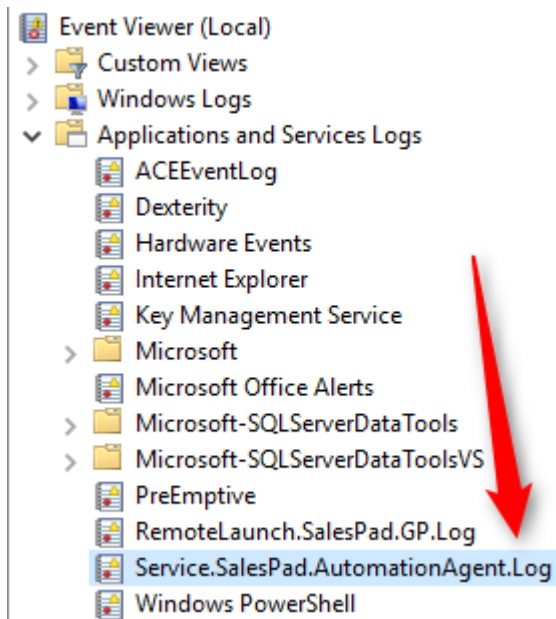 Event Viewer (Local)
Custom Views
Windows Logs
Applications and Services Logs
ACEEventLog
Dexterity
Hardware Events
Internet Explorer
Key Management Service
Microsoft
Microsoft Office Alerts
Microsoft-SQLServerDataTools
Microsoft-SQLServerDataToolsVS
PreEmptive
RemoteLaunch.SalesPad.GP.Log
Service.SalesPad.AutomationAgent.Log
Windows PowerShell